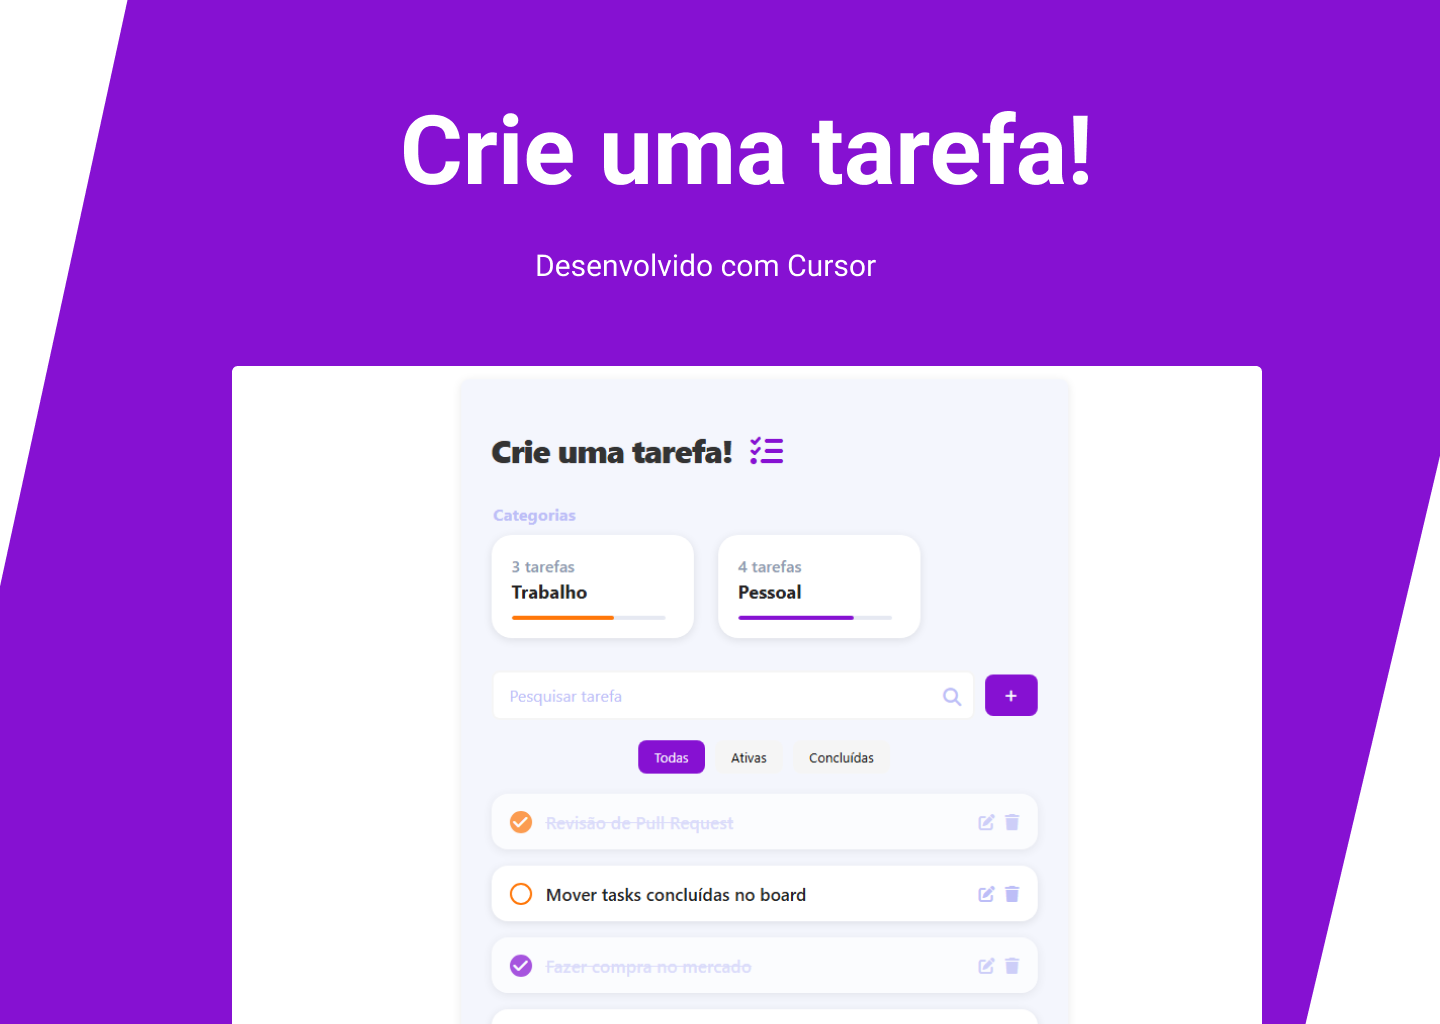 Crie uma tarefa!
Desenvolvido com Cursor
Crie uma tarefa!
Categorias
3 tarefas
Trabalho
4 tarefas
Pessoal
Pesquisar tarefa
+
Todas
Ativas
Concluídas
Revisão de Pull Request
Mover tasks concluídas no board
Fazer compra no mercado